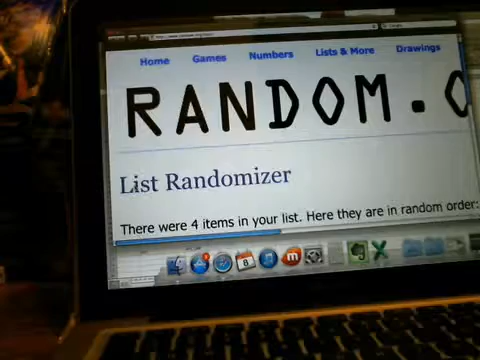 Home Games Numbers Lists & More Drawings
RANDOM.O
List Randomizer
There were 4 items in your list. Here they are in random order:
8